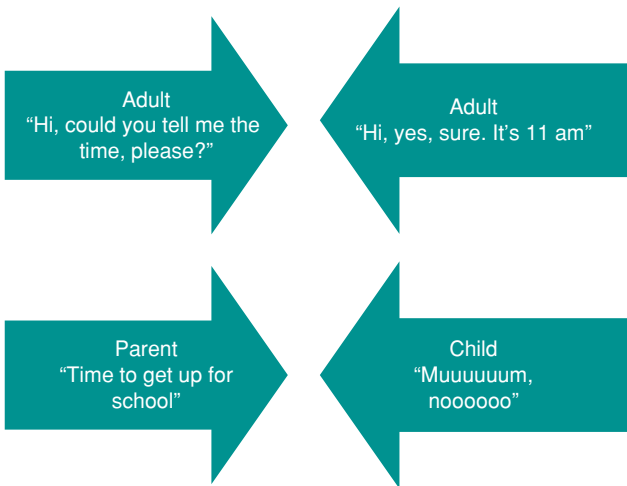 Adult
“Hi, could you tell me the
time, please?”
Adult
“Hi, yes, sure. It’s 11 am”
Parent
“Time to get up for
school”
Child
“Muuuuuum,
noooooo”